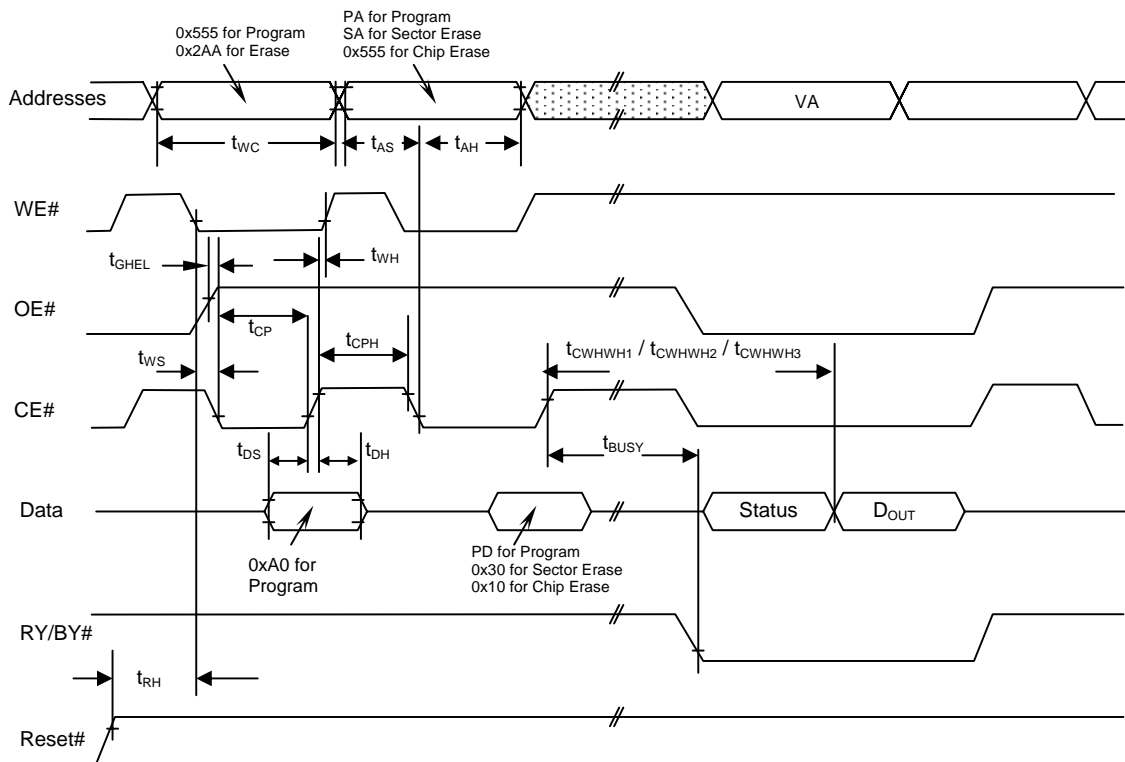 0x555 for Program
0x2AA for Erase
PA for Program
SA for Sector Erase
0x555 for Chip Erase
Addresses
VA
tWC
tAS
tAH
WE#
tGHEL
tWH
OE#
tCP
tCPH
tWS
tCWHWH1 / tCWHWH2 / tCWHWH3
CE#
tDS
tDH
tBUSY
Data
Status
DOUT
0xA0 for
Program
PD for Program
0x30 for Sector Erase
0x10 for Chip Erase
RY/BY#
tRH
Reset#